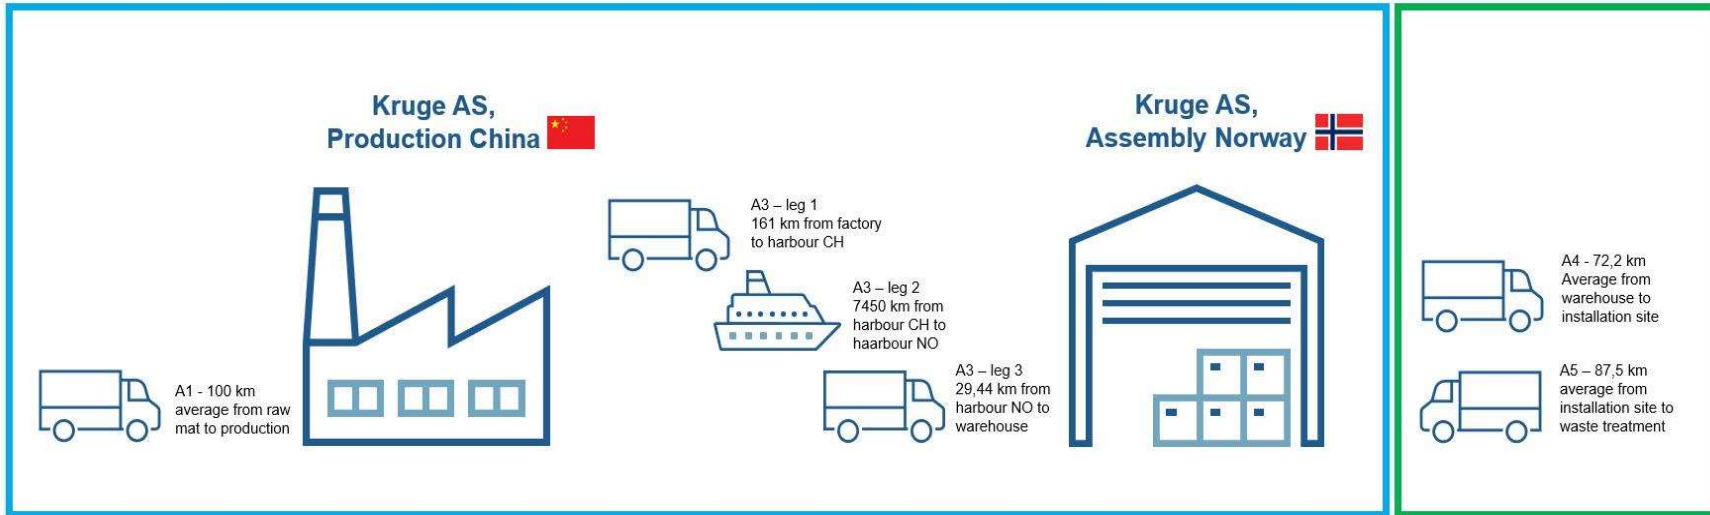 Kruge AS,
Production China
Kruge AS,
Assembly Norway
A1 - 100 km
average from raw
mat to production
A3 – leg 1
161 km from factory
to harbour CH
A3 – leg 2
7450 km from
harbour CH to
haarbour NO
A3 – leg 3
29,44 km from
harbour NO to
warehouse
A4 - 72,2 km
Average from
warehouse to
installation site
A5 – 87,5 km
average from
installation site to
waste treatment